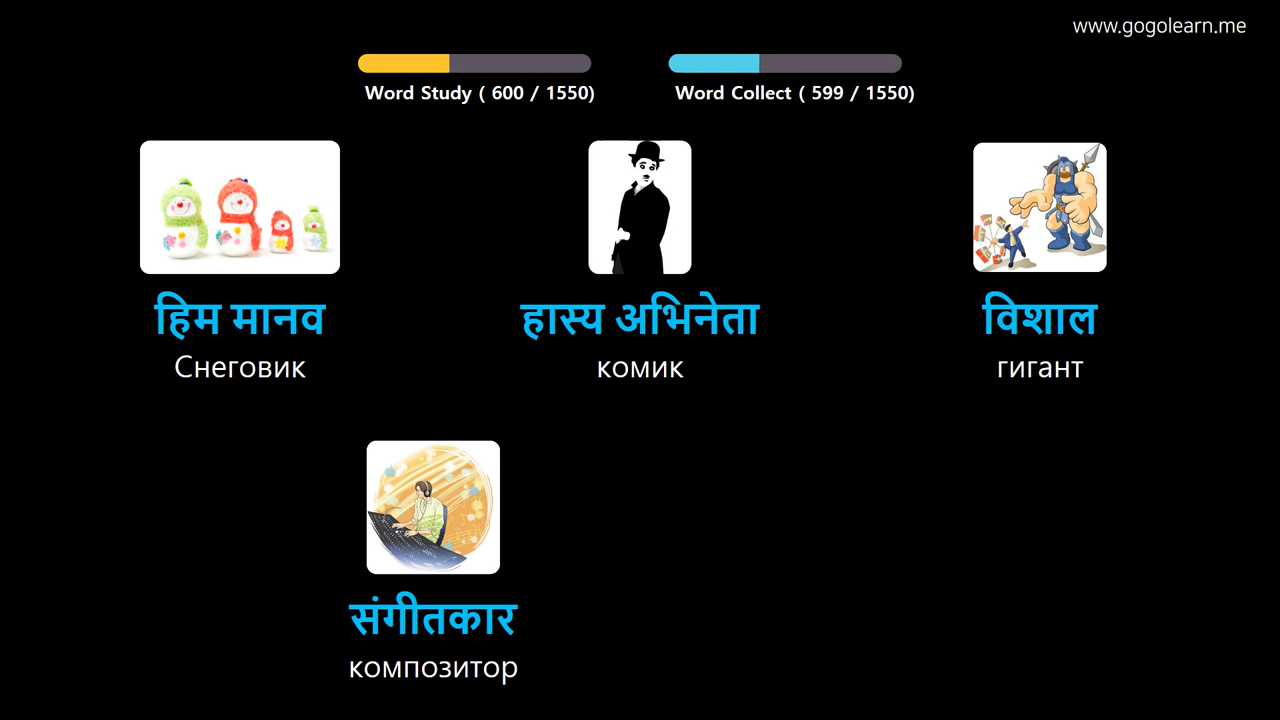 www.gogolearn.me
Word Study ( 600 / 1550)
Word Collect ( 599 / 1550)
हिम मानव
Снеговик
हास्य अभिनेता
комик
विशाल
гигант
संगीतकार
композитор